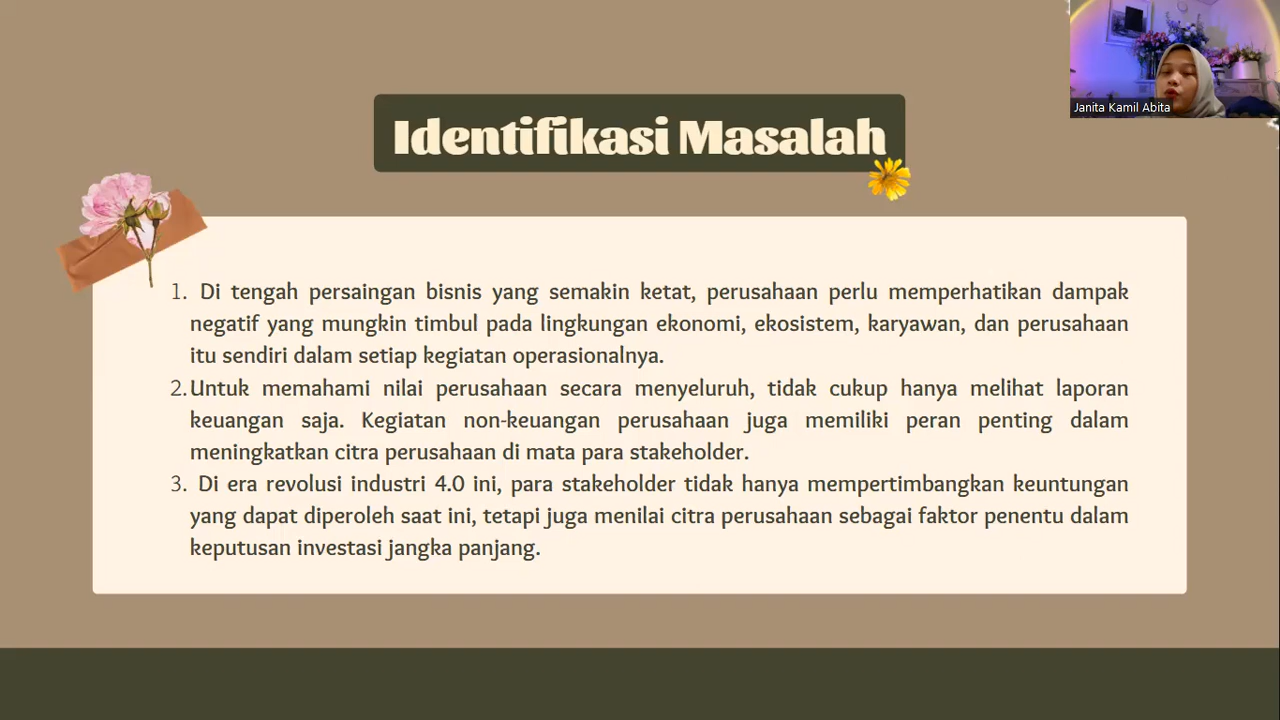 Janita Kamil Abita
Identifikasi Masalah
1. Di tengah persaingan bisnis yang semakin ketat, perusahaan perlu memperhatikan dampak
negatif yang mungkin timbul pada lingkungan ekonomi, ekosistem, karyawan, dan perusahaan
itu sendiri dalam setiap kegiatan operasionalnya.
2. Untuk memahami nilai perusahaan secara menyeluruh, tidak cukup hanya melihat laporan
keuangan saja. Kegiatan non-keuangan perusahaan juga memiliki peran penting dalam
meningkatkan citra perusahaan di mata para stakeholder.
3. Di era revolusi industri 4.0 ini, para stakeholder tidak hanya mempertimbangkan keuntungan
yang dapat diperoleh saat ini, tetapi juga menilai citra perusahaan sebagai faktor penentu dalam
keputusan investasi jangka panjang.